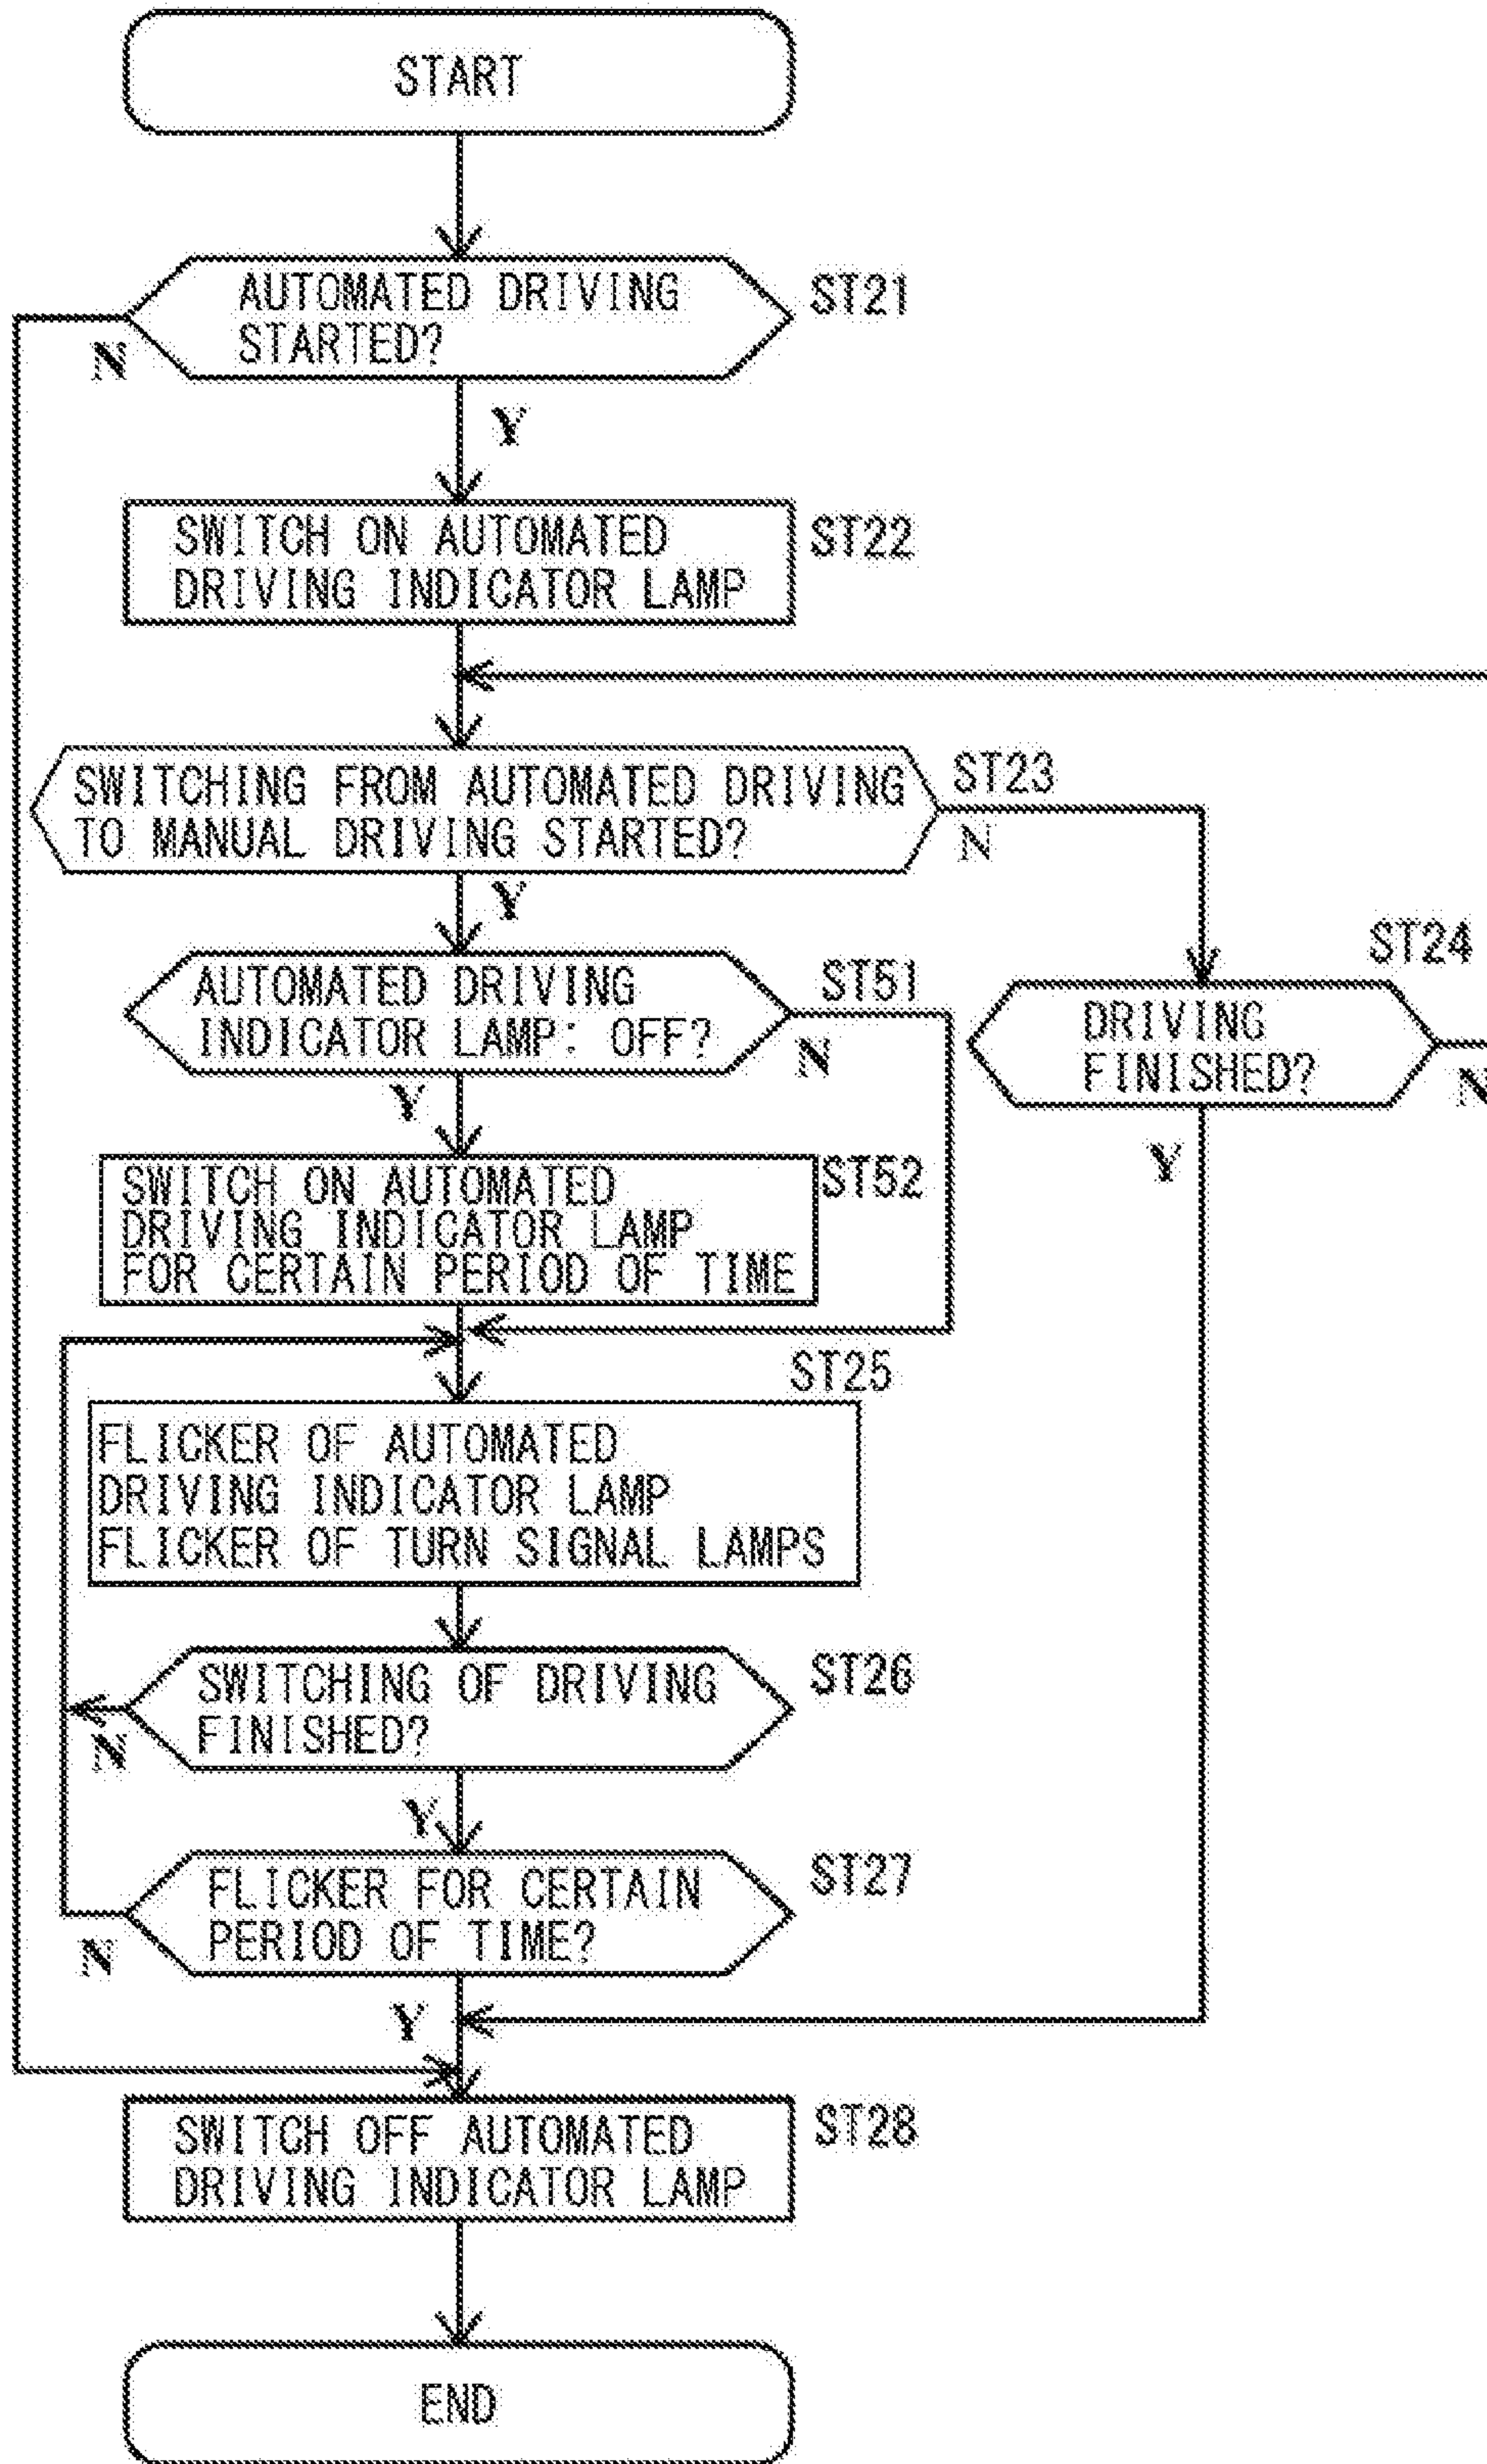 START
AUTOMATED DRIVING
STARTED?
ST21
N
Y
SWITCH ON AUTOMATED
DRIVING INDICATOR LAMP
ST22
SWITCHING FROM AUTOMATED DRIVING
TO MANUAL DRIVING STARTED?
ST23
N
Y
AUTOMATED DRIVING
INDICATOR LAMP: OFF?
ST51
N
Y
DRIVING
FINISHED?
ST24
N
Y
SWITCH ON AUTOMATED
DRIVING INDICATOR LAMP
FOR CERTAIN PERIOD OF TIME
ST52
ST25
FLICKER OF AUTOMATED
DRIVING INDICATOR LAMP
FLICKER OF TURN SIGNAL LAMPS
SWITCHING OF DRIVING
FINISHED?
ST26
N
Y
FLICKER FOR CERTAIN
PERIOD OF TIME?
ST27
N
Y
SWITCH OFF AUTOMATED
DRIVING INDICATOR LAMP
ST28
END